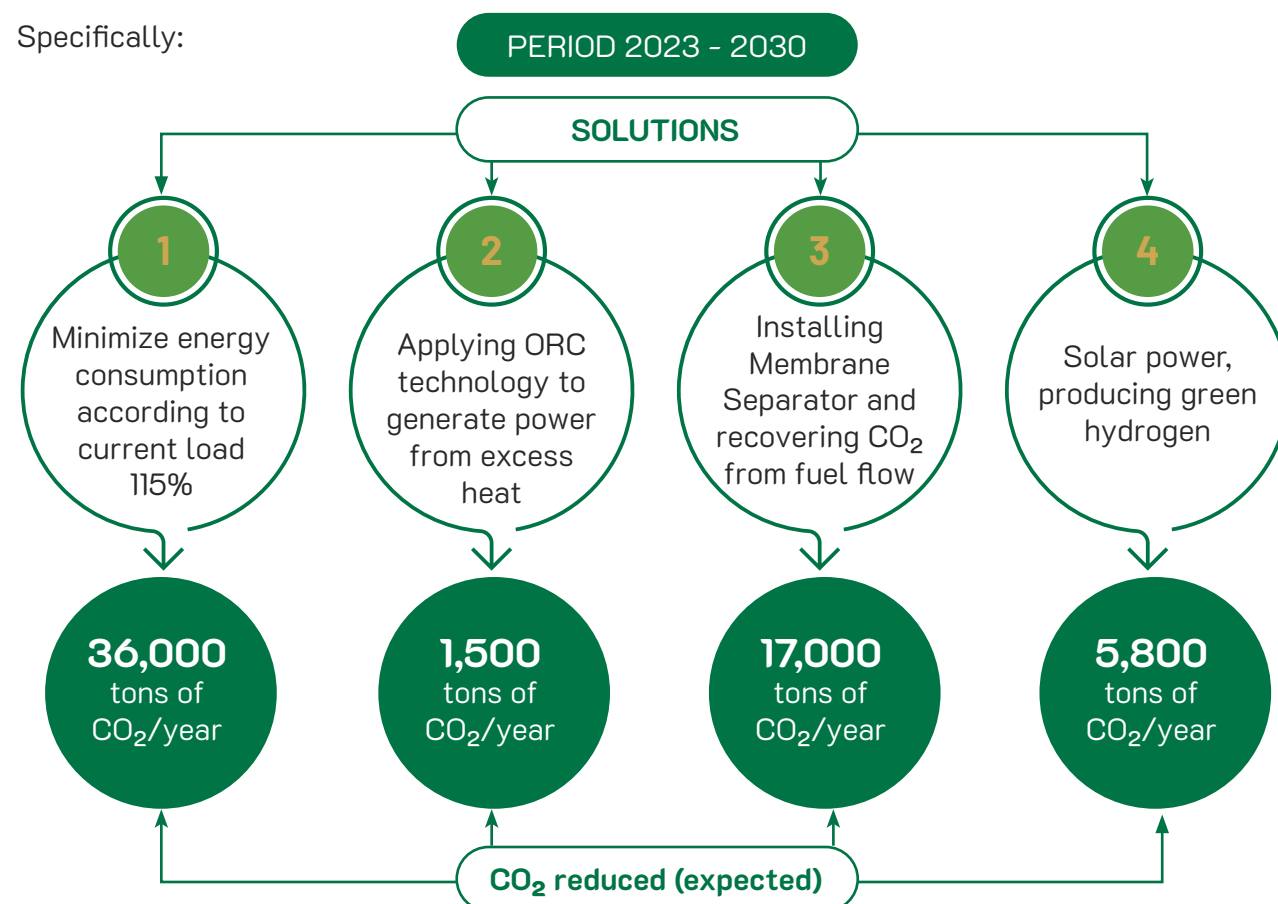 Specifically:
PERIOD 2023 - 2030
SOLUTIONS
1
Minimize energy
consumption
according to
current load
115%
2
Applying ORC
technology to
generate power
from excess
heat
3
Installing
Membrane
Separator and
recovering CO₂
from fuel flow
4
Solar power,
producing green
hydrogen
36,000
tons of
CO₂/year
1,500
tons of
CO₂/year
17,000
tons of
CO₂/year
5,800
tons of
CO₂/year
CO₂ reduced (expected)